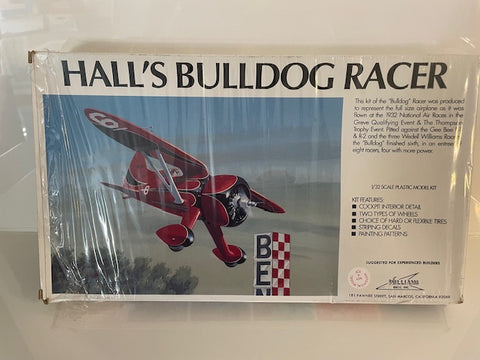 HALL'S BULLDOG RACER
This kit of the "Bulldog" Racer was produced
to represent the full size airplane as it was
flown at the 1932 National Air Races in the
Greve Qualifying Event & The Thompson
Trophy Event. Pitted against the Gee Bee
R-2 and the three Wedell Williams
the "Bulldog" finished sixth, in an
eight racers, four with more power.
1/32 SCALE PLASTIC MODEL KIT
KIT FEATURES:
■ COCKPIT INTERIOR DETAIL
■ TWO TYPES OF WHEELS
■ CHOICE OF HARD OR FLEXIBLE TIRES
■ STRIPING DECALS
■ PAINTING PATTERNS
6
6
BEN
SUGGESTED FOR EXPERIENCED BUILDERS
WILLIAMS
BROS. INC.
181 PAWNEE STREET, SAN MARCOS, CALIFORNIA 92069